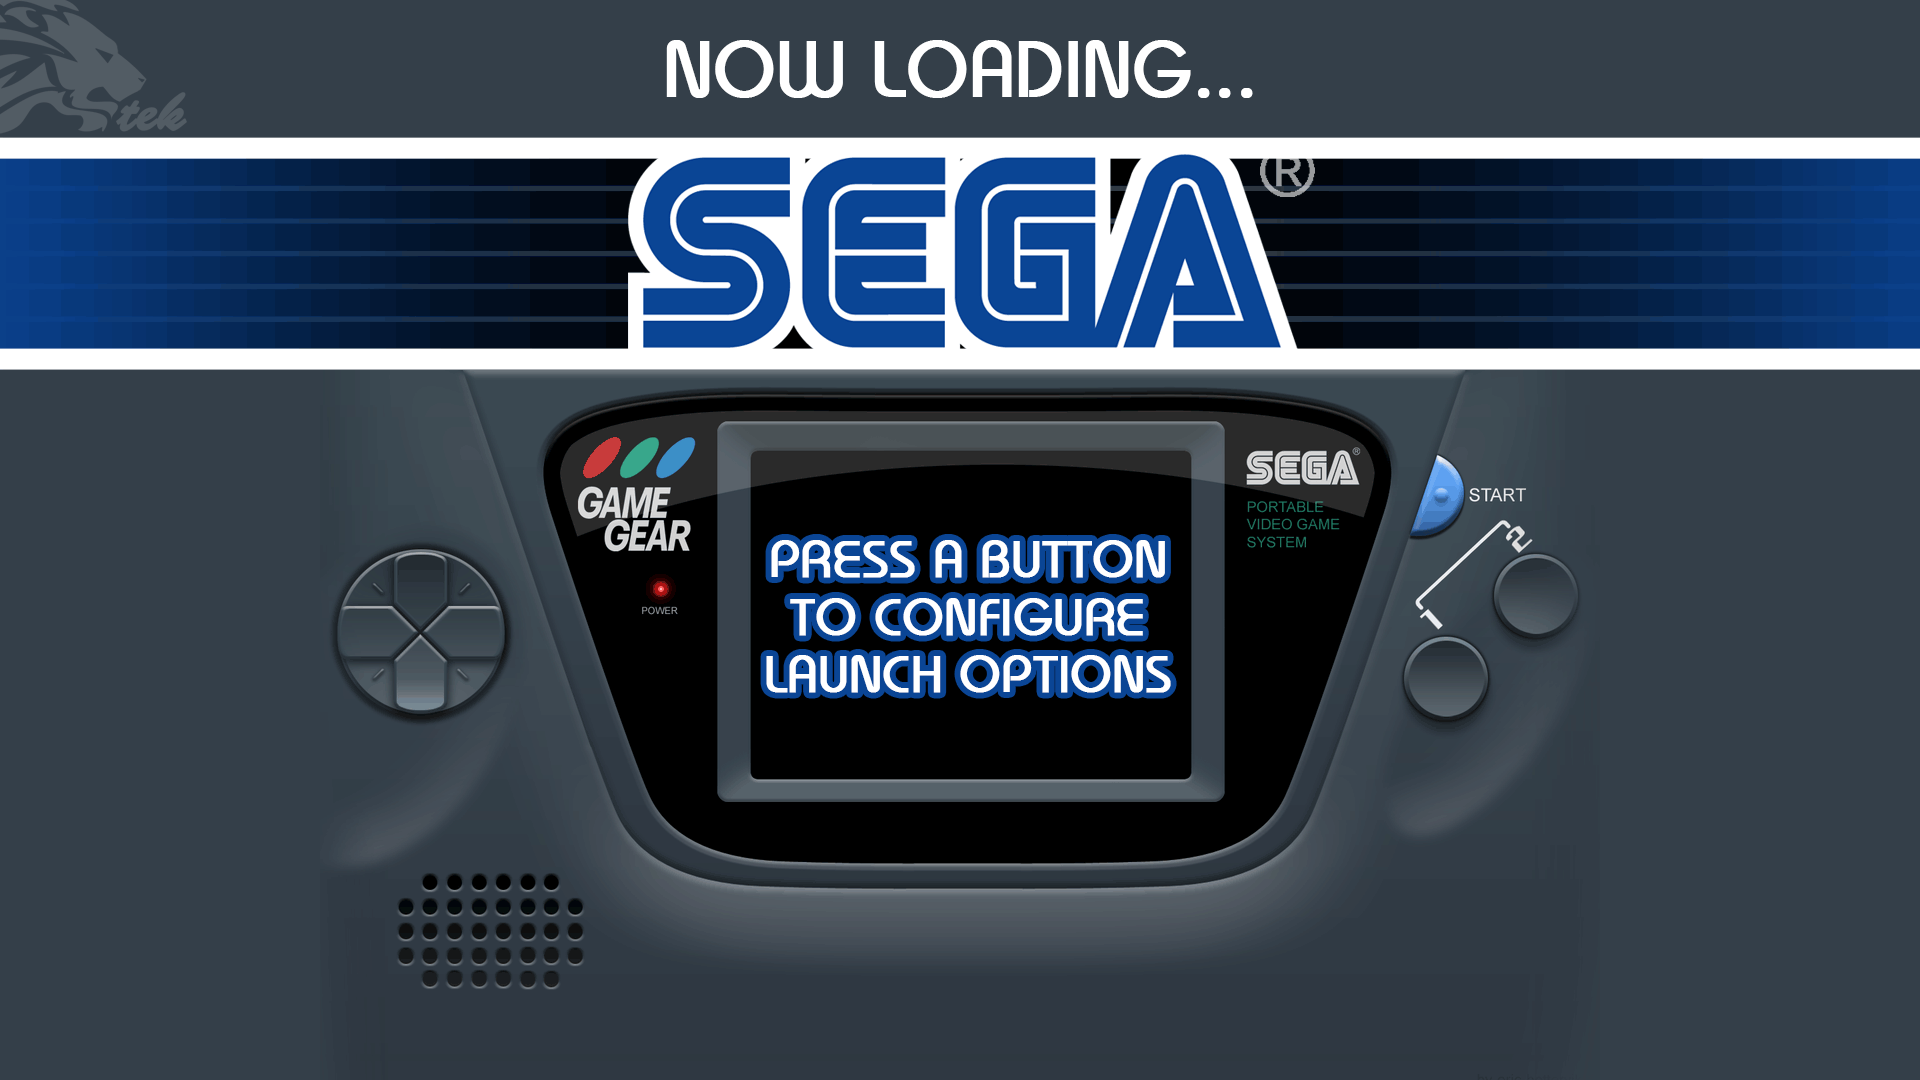 NOW LOADING...
tek
SEGA®
GAME
GEAR
SEGA®
PORTABLE
VIDEO GAME
SYSTEM
START
2
1
POWER
PRESS A BUTTON
TO CONFIGURE
LAUNCH OPTIONS